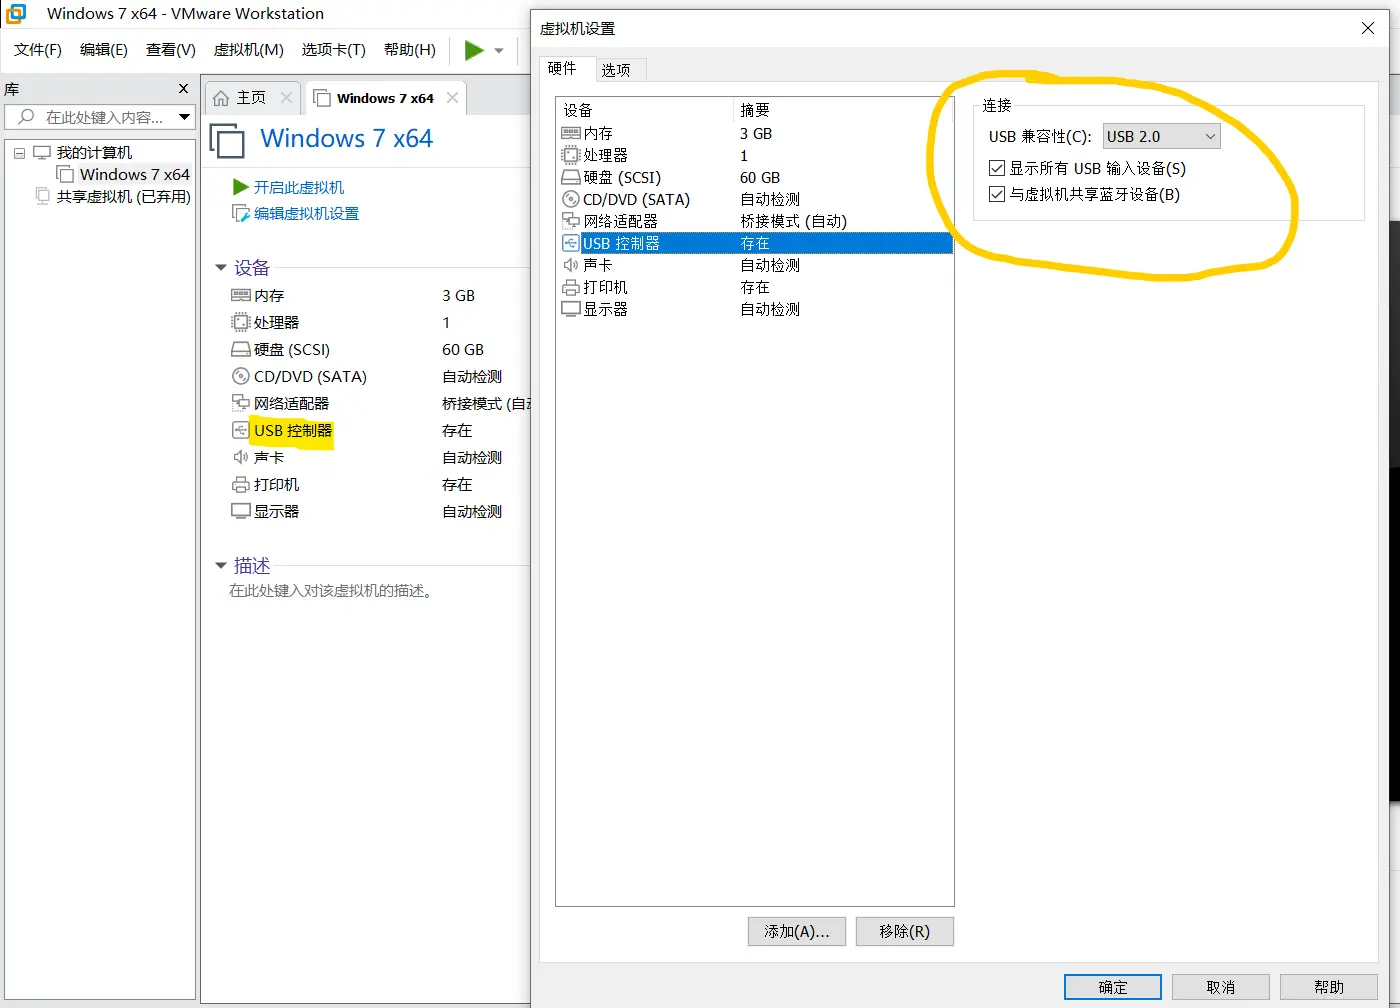 Windows 7 x64 - VMware Workstation
文件(F) 编辑(E) 查看(V) 虚拟机(M) 选项卡(T) 帮助(H)
库
在此处键入内容...
我的计算机
Windows 7 x64
共享虚拟机 (已弃用)
主页
Windows 7 x64
Windows 7 x64
开启此虚拟机
编辑虚拟机设置
设备
内存 3 GB
处理器 1
硬盘 (SCSI) 60 GB
CD/DVD (SATA) 自动检测
网络适配器 桥接模式 (自动
USB 控制器 存在
声卡 自动检测
打印机 存在
显示器 自动检测
描述
在此处键入对该虚拟机的描述。
虚拟机设置
硬件 选项
设备 摘要
内存 3 GB
处理器 1
硬盘 (SCSI) 60 GB
CD/DVD (SATA) 自动检测
网络适配器 桥接模式 (自动)
USB 控制器 存在
声卡 自动检测
打印机 存在
显示器 自动检测
添加(A)... 移除(R)
连接
USB 兼容性(C): USB 2.0
显示所有 USB 输入设备(S)
与虚拟机共享蓝牙设备(B)
确定 取消 帮助